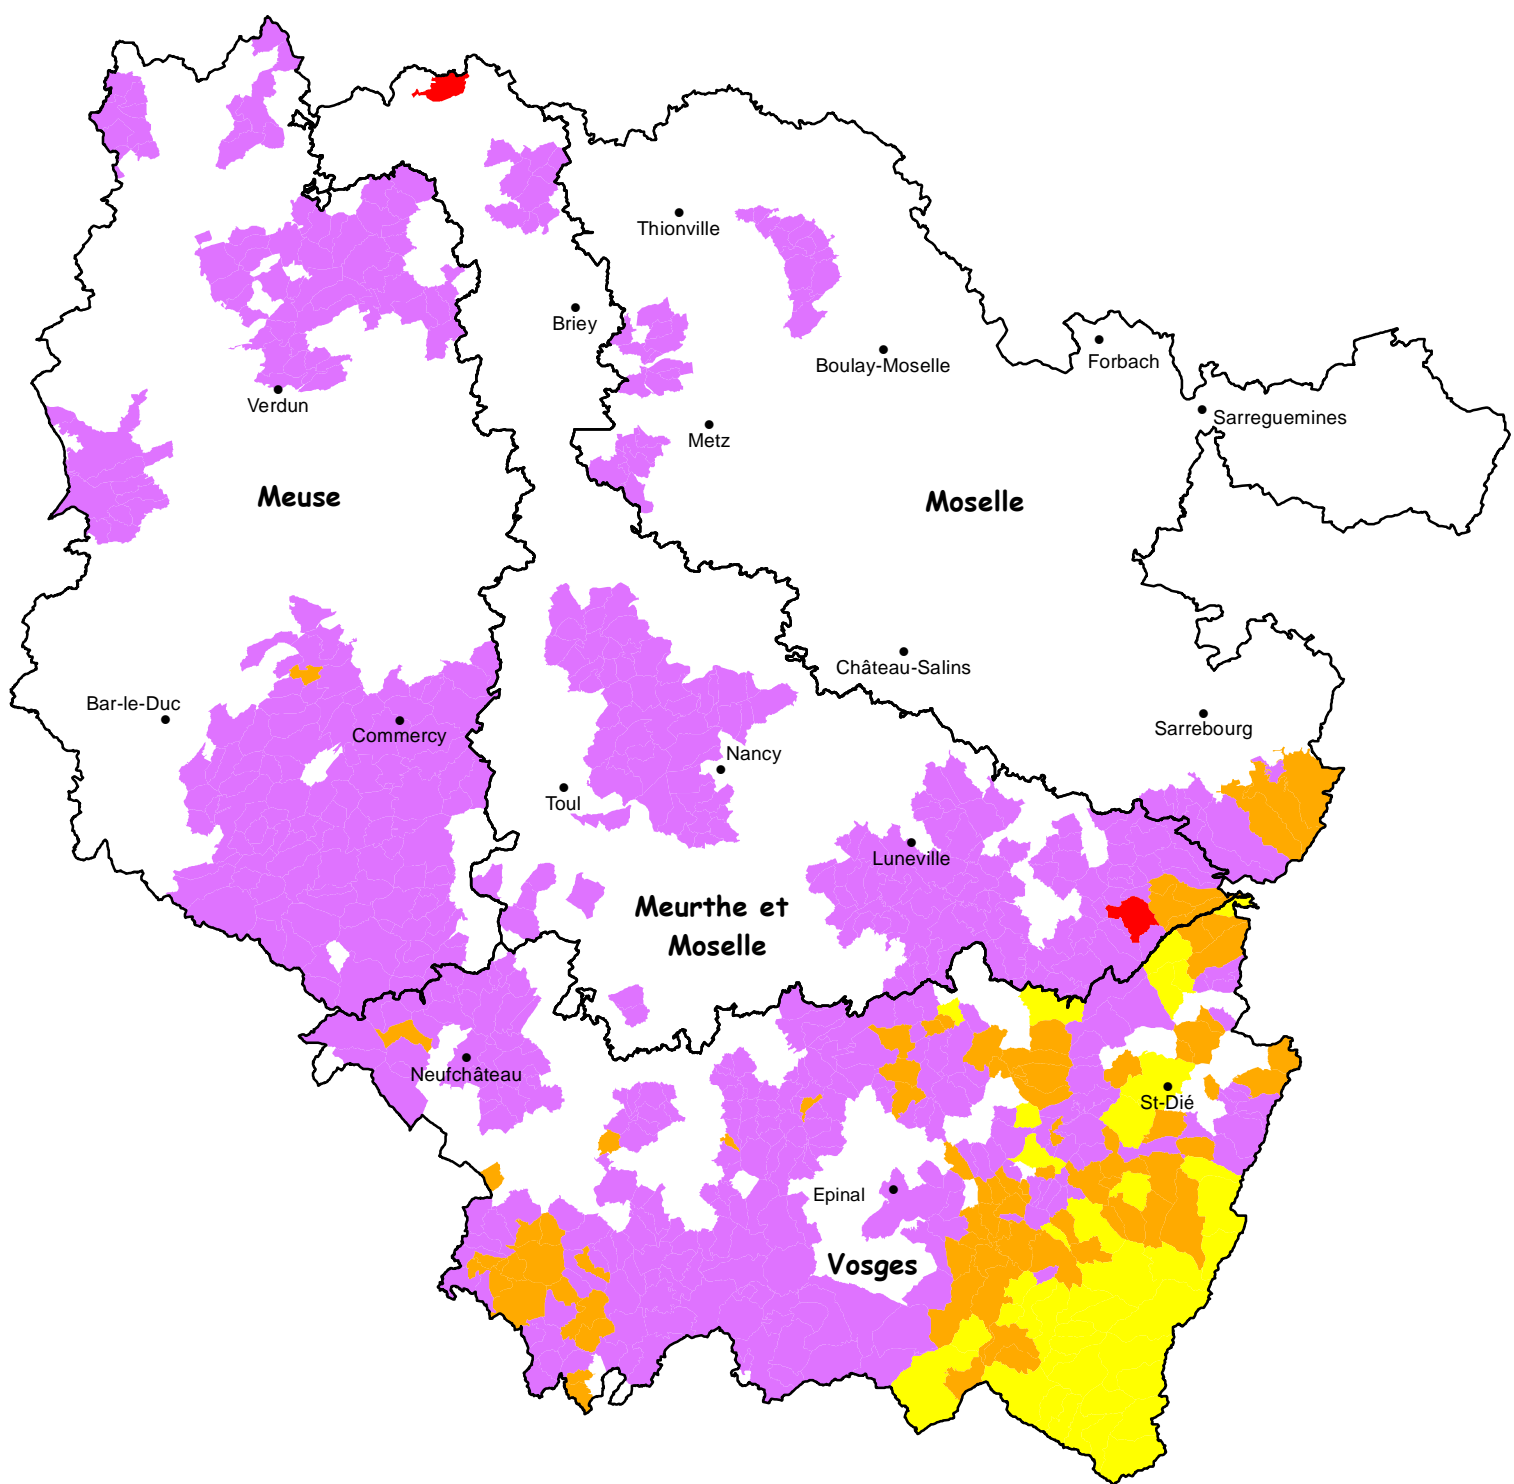 Thionville
Briey
Boulay-Moselle
Forbach
Verdun
Sarreguemines
Metz
Meuse
Moselle
Château-Salins
Bar-le-Duc
Commercy
Sarrebourg
Nancy
Toul
Luneville
Meurthe et
Moselle
Neufchâteau
St-Dié
Epinal
Vosges